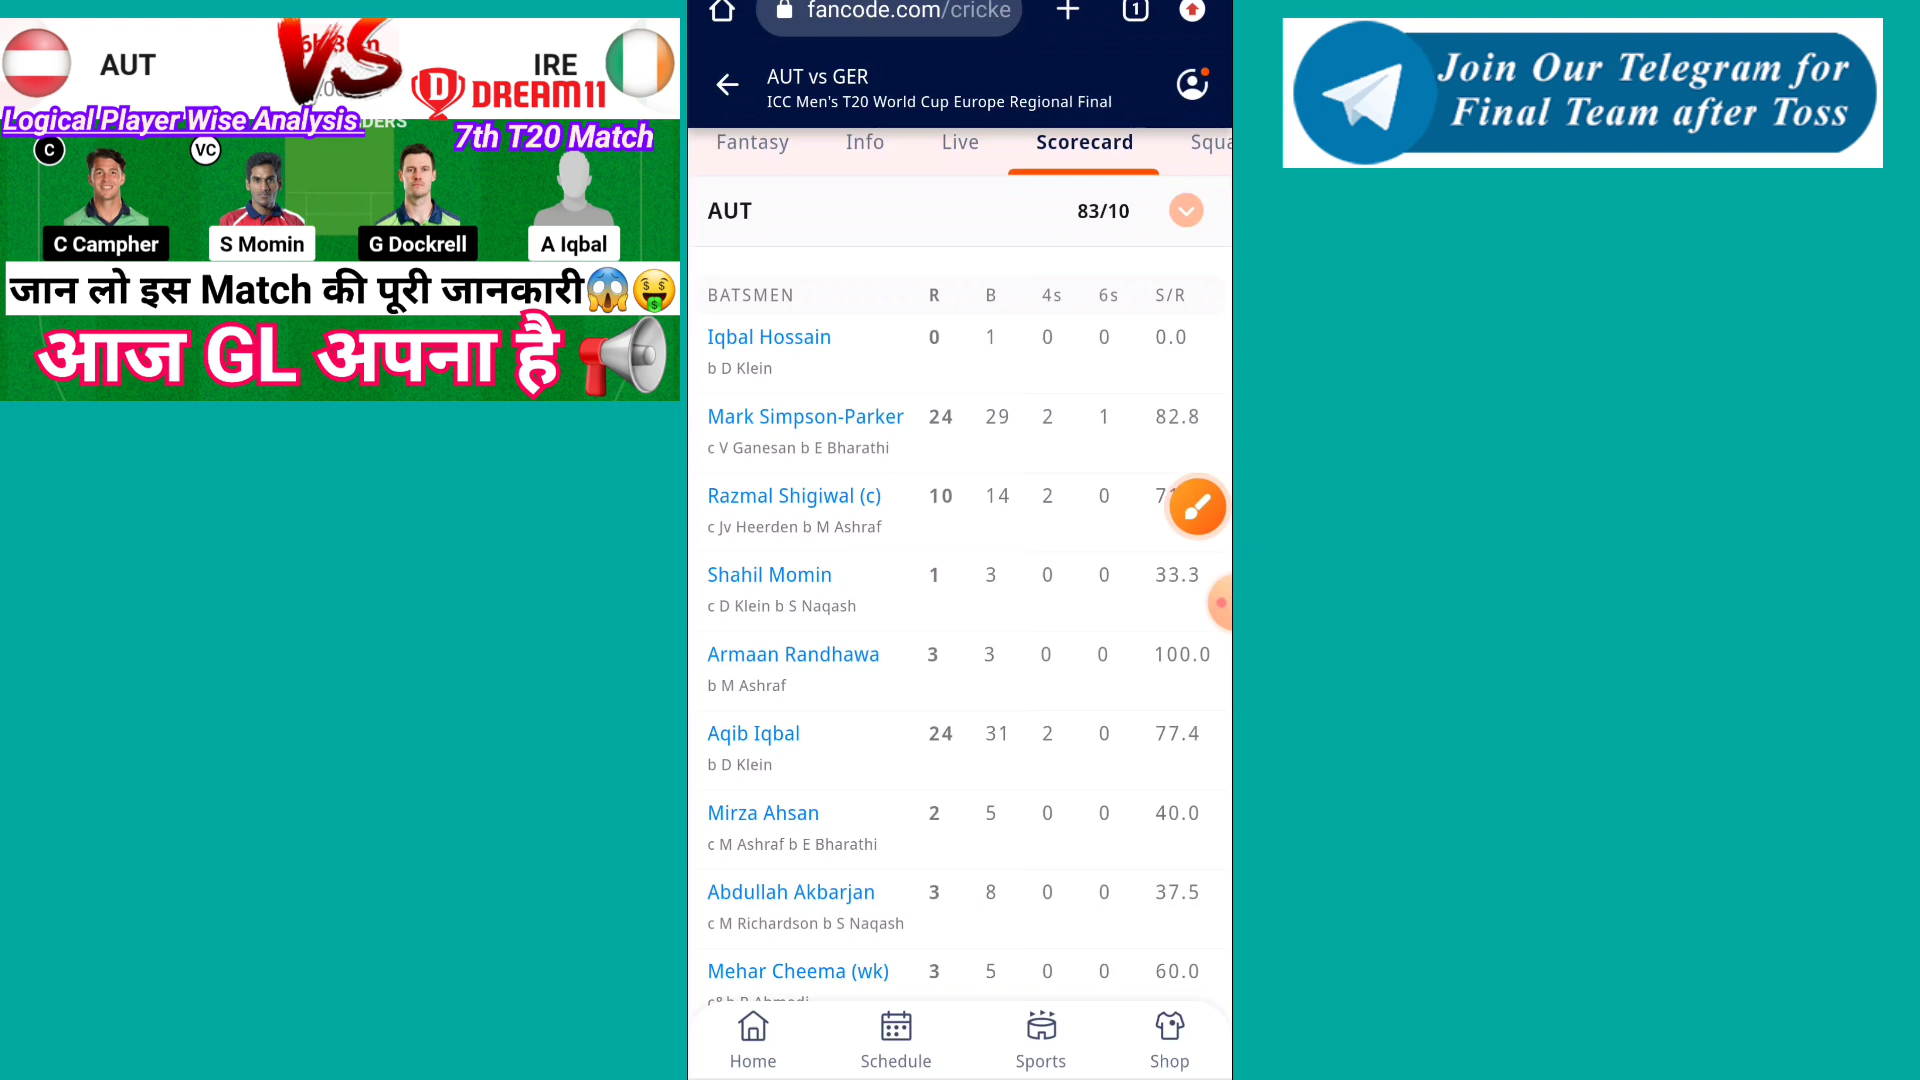 AUT
VS
IRE
DREAM11
Logical Player Wise Analysis
7th T20 Match
C
VC
C Campher
S Momin
G Dockrell
A Iqbal
जान लो इस Match की पूरी जानकारी
आज GL अपना है
fancode.com/cricke
1
AUT vs GER
ICC Men's T20 World Cup Europe Regional Final
Fantasy Info Live Scorecard Squa
AUT 83/10
BATSMEN R B 4s 6s S/R
Iqbal Hossain 0 1 0 0 0.0
b D Klein
Mark Simpson-Parker 24 29 2 1 82.8
c V Ganesan b E Bharathi
Razmal Shigiwal (c) 10 14 2 0
c Jv Heerden b M Ashraf
Shahil Momin 1 3 0 0 33.3
c D Klein b S Naqash
Armaan Randhawa 3 3 0 0 100.0
b M Ashraf
Aqib Iqbal 24 31 2 0 77.4
b D Klein
Mirza Ahsan 2 5 0 0 40.0
c M Ashraf b E Bharathi
Abdullah Akbarjan 3 8 0 0 37.5
c M Richardson b S Naqash
Mehar Cheema (wk) 3 5 0 0 60.0
Home Schedule Sports Shop
Join Our Telegram for
Final Team after Toss